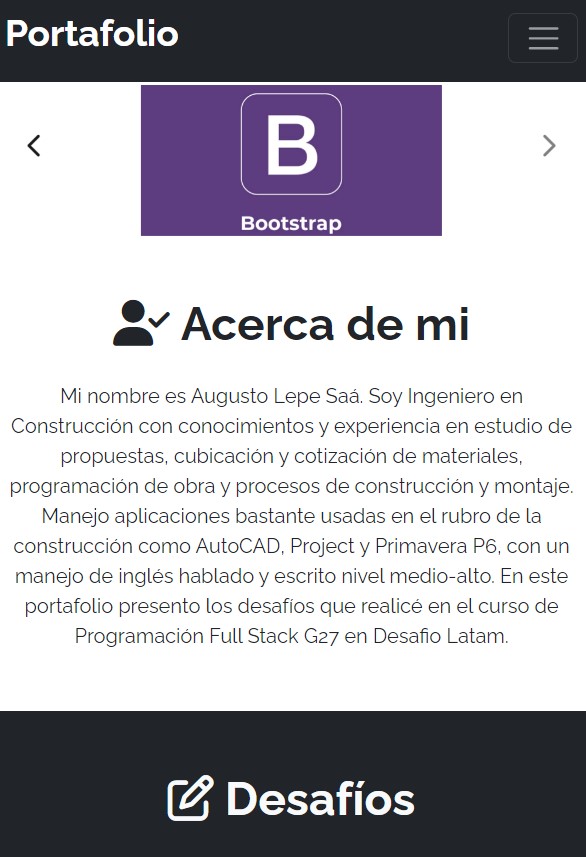 Portafolio
B
Bootstrap
Acerca de mi
Mi nombre es Augusto Lepe Saá. Soy Ingeniero en
Construcción con conocimientos y experiencia en estudio de
propuestas, cubicación y cotización de materiales,
programación de obra y procesos de construcción y montaje.
Manejo aplicaciones bastante usadas en el rubro de la
construcción como AutoCAD, Project y Primavera P6, con un
manejo de inglés hablado y escrito nivel medio-alto. En este
portafolio presento los desafíos que realicé en el curso de
Programación Full Stack G27 en Desafio Latam.
Desafíos